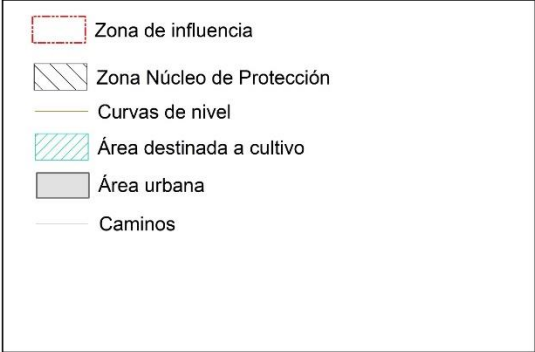 Zona de influencia
Zona Núcleo de Protección
Curvas de nivel
Área destinada a cultivo
Área urbana
Caminos